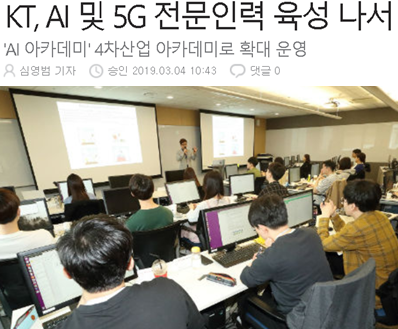 KT, AI 및 5G 전문인력 육성 나서
'AI 아카데미' 4차산업 아카데미로 확대 운영
심영범 기자 승인 2019.03.04 10:43 댓글 0